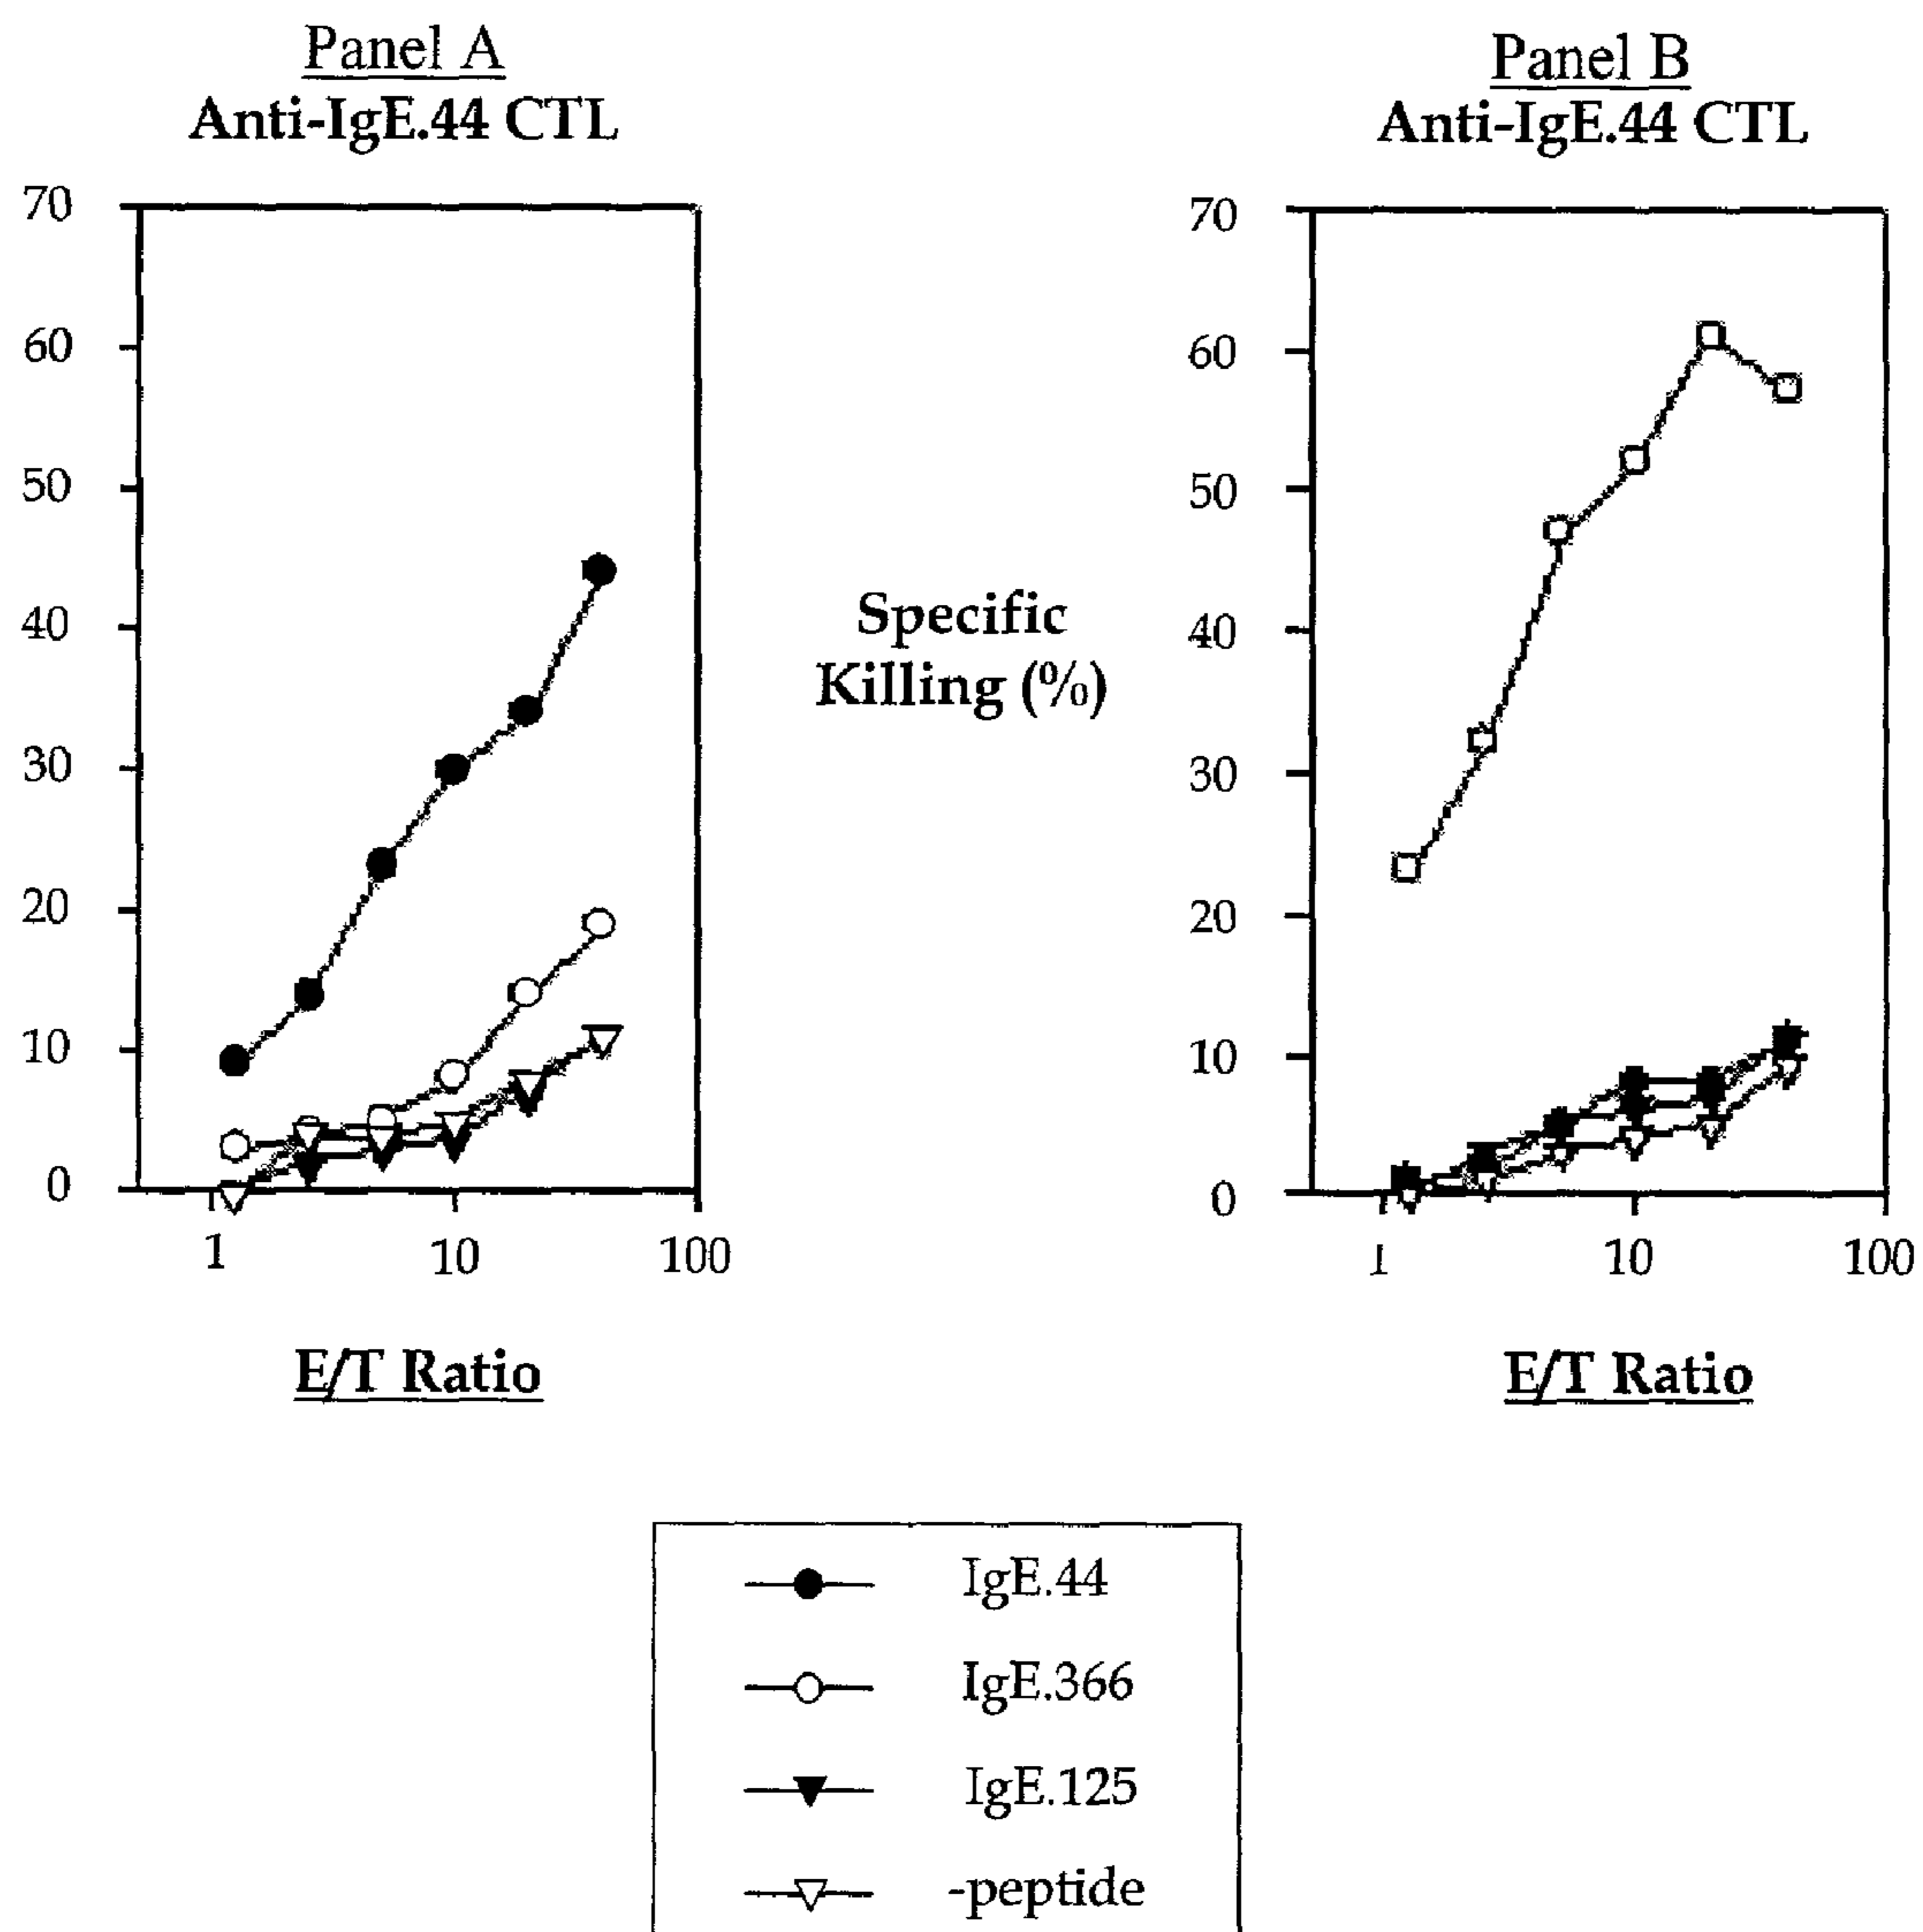 Panel A
Anti-IgE.44 CTL
70
60
50
40
30
20
10
0
1 10 100
E/T Ratio
Specific
Killing (%)
Panel B
Anti-IgE.44 CTL
70
60
50
40
30
20
10
0
1 10 100
E/T Ratio
IgE.44
IgE.366
IgE.125
-peptide